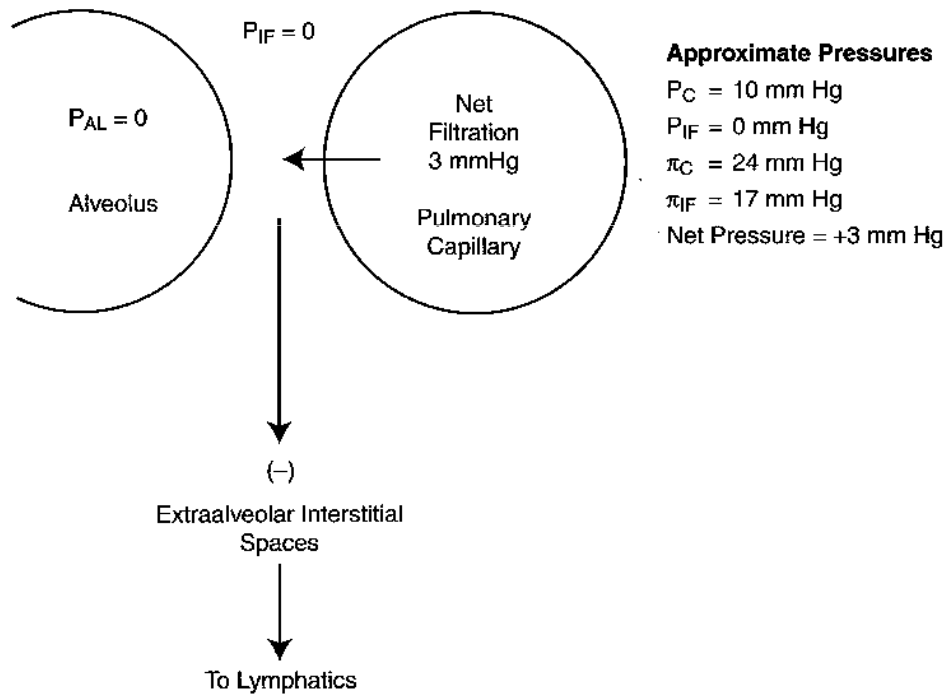 P_IF = 0
P_AL = 0
Alveolus
Net
Filtration
3 mmHg
Pulmonary
Capillary
Approximate Pressures
P_C = 10 mm Hg
P_IF = 0 mm Hg
π_C = 24 mm Hg
π_IF = 17 mm Hg
Net Pressure = +3 mm Hg
(–)
Extraalveolar Interstitial
Spaces
To Lymphatics